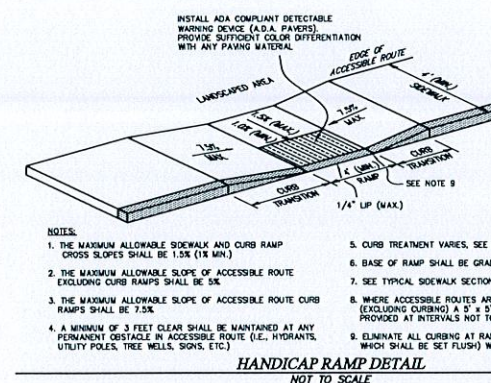 INSTALL ADA COMPLIANT DETECTABLE
WARNING DEVICE (A.D.A. PAVERS).
PROVIDE SUFFICIENT COLOR DIFFERENTIATION
WITH ANY PAVING MATERIAL
EDGE OF
ACCESSIBLE ROUTE
LANDSCAPED AREA
4' (MIN.)
SIDEWALK
1.5% (MAX.)
1.0% (MIN.)
7.5%
MAX
7.5%
MAX
CURB
TRANSITION
4' (MIN.)
RAMP
CURB
TRANSITION
SEE NOTE 9
1/4" LIP (MAX.)
NOTES:
1. THE MAXIMUM ALLOWABLE SIDEWALK AND CURB RAMP
CROSS SLOPES SHALL BE 1.5% (1% MIN.)
2. THE MAXIMUM ALLOWABLE SLOPE OF ACCESSIBLE ROUTE
EXCLUDING CURB RAMPS SHALL BE 5%
3. THE MAXIMUM ALLOWABLE SLOPE OF ACCESSIBLE ROUTE CURB
RAMPS SHALL BE 7.5%
4. A MINIMUM OF 3 FEET CLEAR SHALL BE MAINTAINED AT ANY
PERMANENT OBSTACLE IN ACCESSIBLE ROUTE (I.E., HYDRANTS,
UTILITY POLES, TREE WELLS, SIGNS, ETC.)
5. CURB TREATMENT VARIES, SEE
6. BASE OF RAMP SHALL BE GRA
7. SEE TYPICAL SIDEWALK SECTION
8. WHERE ACCESSIBLE ROUTES AR
(EXCLUDING CURBING) A 5' x 5'
PROVIDED AT INTERVALS NOT T
9. ELIMINATE ALL CURBING AT RA
WHICH SHALL BE SET FLUSH) W
HANDICAP RAMP DETAIL
NOT TO SCALE